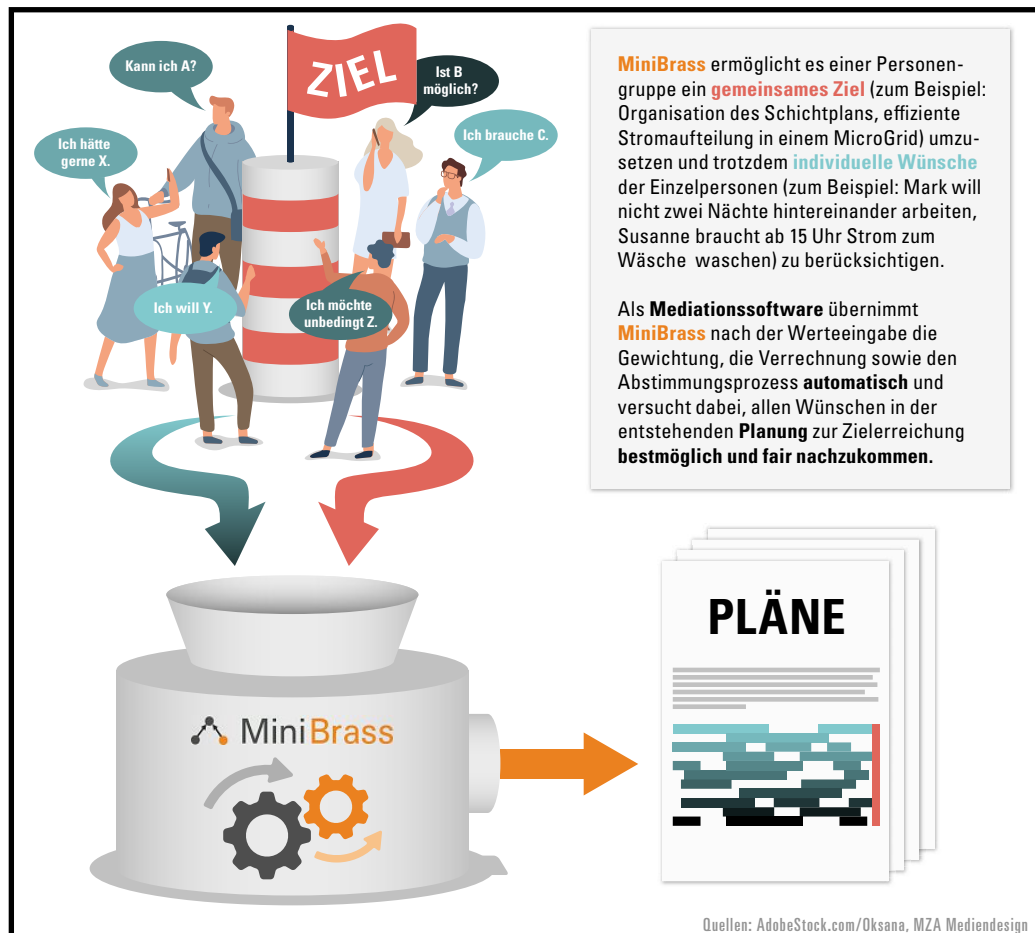 Kann ich A?
ZIEL
Ist B
möglich?
Ich hätte
gerne X.
Ich brauche C.
Ich will Y.
Ich möchte
unbedingt Z.
MiniBrass ermöglicht es einer Personen-
gruppe ein gemeinsames Ziel (zum Beispiel:
Organisation des Schichtplans, effiziente
Stromaufteilung in einem MicroGrid) umzu-
setzen und trotzdem individuelle Wünsche
der Einzelpersonen (zum Beispiel: Mark will
nicht zwei Nächte hintereinander arbeiten,
Susanne braucht ab 15 Uhr Strom zum
Wäsche waschen) zu berücksichtigen.
Als Mediationssoftware übernimmt
MiniBrass nach der Werteeingabe die
Gewichtung, die Verrechnung sowie den
Abstimmungsprozess automatisch und
versucht dabei, allen Wünschen in der
entstehenden Planung zur Zielerreichung
bestmöglich und fair nachzukommen.
MiniBrass
PLÄNE
Quellen: AdobeStock.com/Oksana, MZA Mediendesign